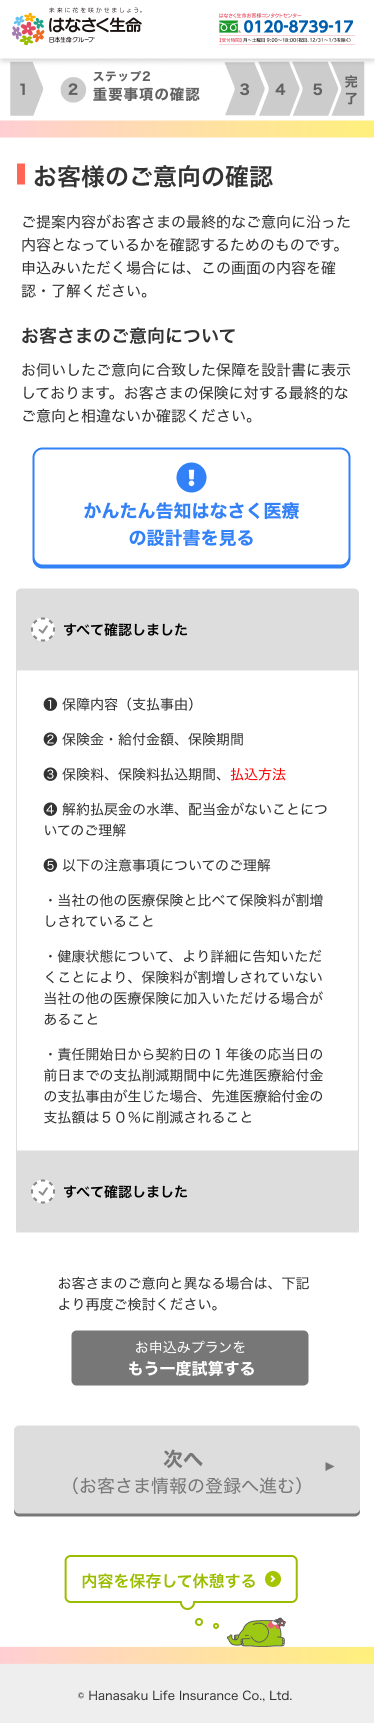 未来に花を咲かせましょう。
はなさく生命
日本生命グループ
はなさく生命お客様コンタクトセンター
0120-8739-17
1
2
ステップ2
重要事項の確認
3
4
5
完了
お客様のご意向の確認
ご提案内容がお客さまの最終的なご意向に沿った
内容となっているかを確認するためのものです。
申込みいただく場合には、この画面の内容を確
認・了解ください。
お客さまのご意向について
お伺いしたご意向に合致した保障を設計書に表示
しております。お客さまの保険に対する最終的な
ご意向と相違ないか確認ください。
かんたん告知はなさく医療
の設計書を見る
すべて確認しました
❶ 保障内容（支払事由）
❷ 保険金・給付金額、保険期間
❸ 保険料、保険料払込期間、払込方法
❹ 解約払戻金の水準、配当金がないことにつ
いてのご理解
❺ 以下の注意事項についてのご理解
・当社の他の医療保険と比べて保険料が割増
しされていること
・健康状態について、より詳細に告知いただ
くことにより、保険料が割増しされていない
当社の他の医療保険に加入いただける場合が
あること
・責任開始日から契約日の１年後の応当日の
前日までの支払削減期間中に先進医療給付金
の支払事由が生じた場合、先進医療給付金の
支払額は５０％に削減されること
すべて確認しました
お客さまのご意向と異なる場合は、下記
より再度ご検討ください。
お申込みプランを
もう一度試算する
次へ
（お客さま情報の登録へ進む）
内容を保存して休憩する
© Hanasaku Life Insurance Co., Ltd.